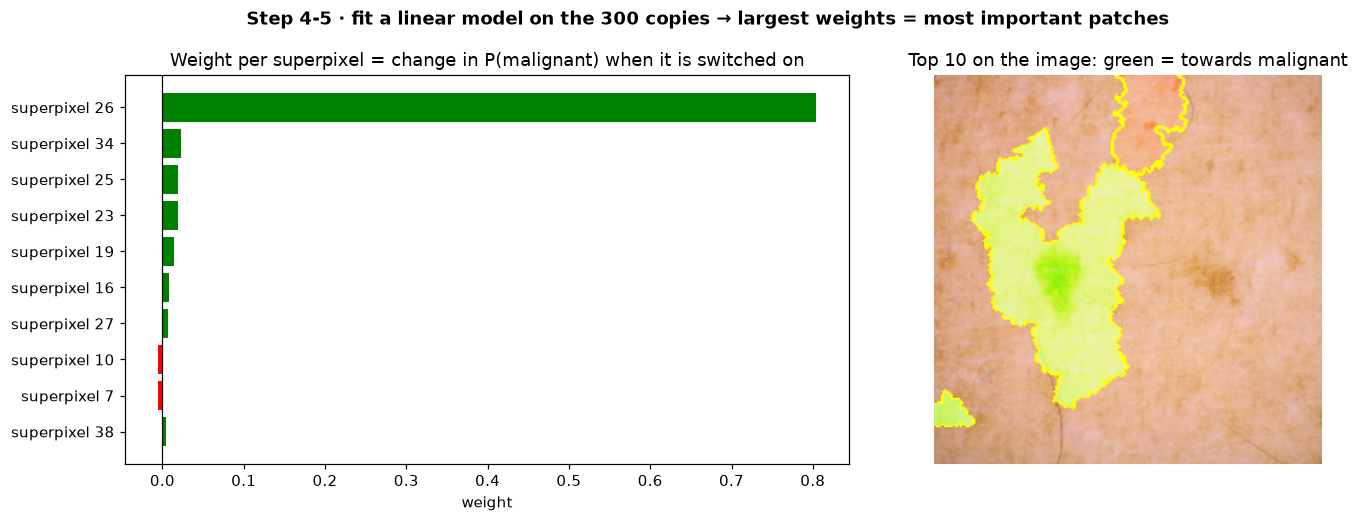 Step 4-5 · fit a linear model on the 300 copies → largest weights = most important patches
Weight per superpixel = change in P(malignant) when it is switched on
superpixel 26
superpixel 34
superpixel 25
superpixel 23
superpixel 19
superpixel 16
superpixel 27
superpixel 10
superpixel 7
superpixel 38
0.0 0.1 0.2 0.3 0.4 0.5 0.6 0.7 0.8
weight
Top 10 on the image: green = towards malignant